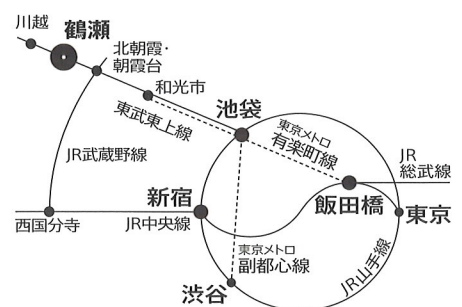 川越
鶴瀬
北朝霞・
朝霞台
和光市
東武東上線
池袋
東京メトロ
有楽町線
JR
総武線
JR武蔵野線
新宿
飯田橋
東京
西国分寺
JR中央線
東京メトロ
副都心線
JR山手線
渋谷